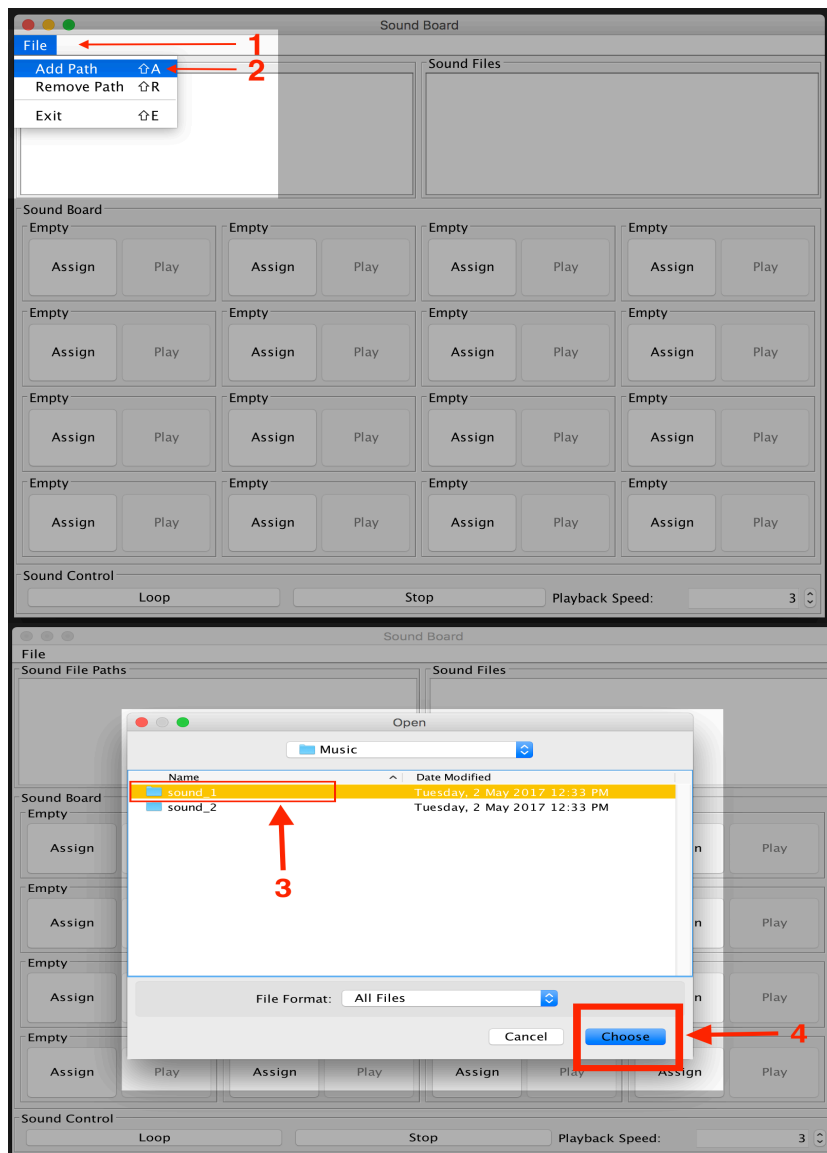 Sound Board
File
1
Add Path ⇧A
2
Remove Path ⇧R
Exit ⇧E
Sound Files
Sound Board
Empty Empty Empty Empty
Assign Play Assign Play Assign Play Assign Play
Empty Empty Empty Empty
Assign Play Assign Play Assign Play Assign Play
Empty Empty Empty Empty
Assign Play Assign Play Assign Play Assign Play
Empty Empty Empty Empty
Assign Play Assign Play Assign Play Assign Play
Sound Control
Loop Stop Playback Speed: 3
Sound Board
File
Sound File Paths Sound Files
Open
Music
Name Date Modified
sound_1 Tuesday, 2 May 2017 12:33 PM
sound_2 Tuesday, 2 May 2017 12:33 PM
3
Sound Board
Empty
Assign n Play
Empty
Assign n Play
Empty
Assign n Play
File Format: All Files
Cancel Choose
4
Empty
Assign Play Assign Play Assign Play Assign Play
Sound Control
Loop Stop Playback Speed: 3